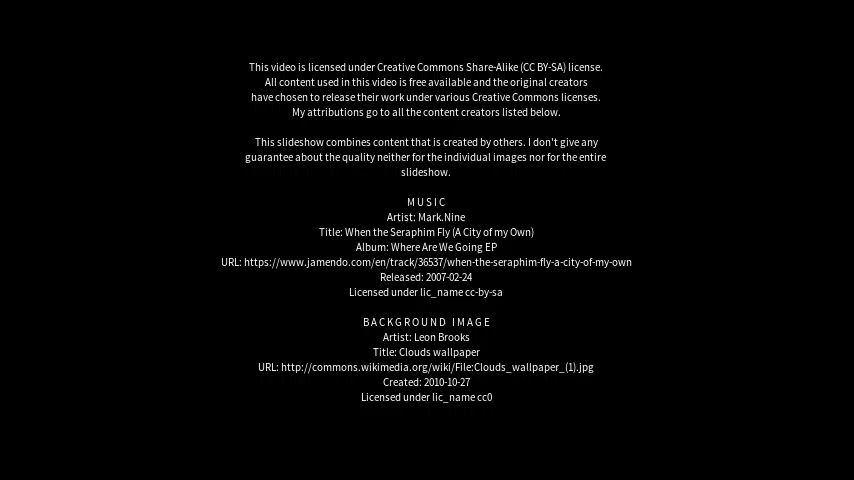 This video is licensed under Creative Commons Share-Alike (CC BY-SA) license.
All content used in this video is free available and the original creators
have chosen to release their work under various Creative Commons licenses.
My attributions go to all the content creators listed below.
This slideshow combines content that is created by others. I don't give any
guarantee about the quality neither for the individual images nor for the entire
slideshow.
MUSIC
Artist: Mark.Nine
Title: When the Seraphim Fly (A City of my Own)
Album: Where Are We Going EP
URL: https://www.jamendo.com/en/track/36537/when-the-seraphim-fly-a-city-of-my-own
Released: 2007-02-24
Licensed under lic_name cc-by-sa
BACKGROUND IMAGE
Artist: Leon Brooks
Title: Clouds wallpaper
URL: http://commons.wikimedia.org/wiki/File:Clouds_wallpaper_(1).jpg
Created: 2010-10-27
Licensed under lic_name cc0